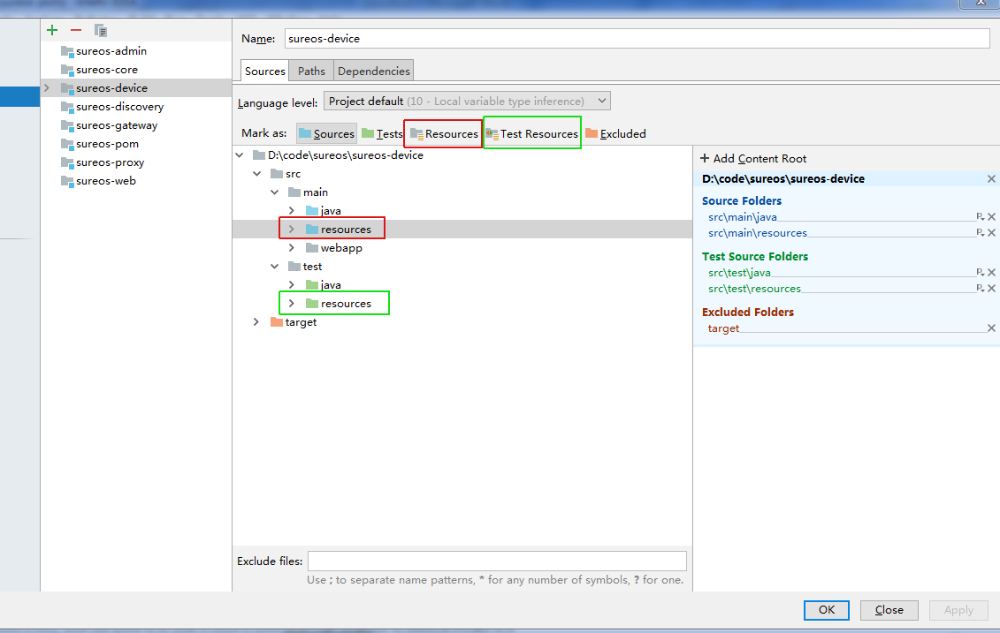 Name: sureos-device
sureos-admin
sureos-core
sureos-device
sureos-discovery
sureos-gateway
sureos-pom
sureos-proxy
sureos-web
Sources Paths Dependencies
Language level: Project default (10 - Local variable type inference)
Mark as: Sources Tests Resources Test Resources Excluded
D:\code\sureos\sureos-device
src
main
java
resources
webapp
test
java
resources
target
+ Add Content Root
D:\code\sureos\sureos-device
Source Folders
src\main\java
src\main\resources
Test Source Folders
src\test\java
src\test\resources
Excluded Folders
target
Exclude files:
Use ; to separate name patterns, * for any number of symbols, ? for one.
OK Close Apply